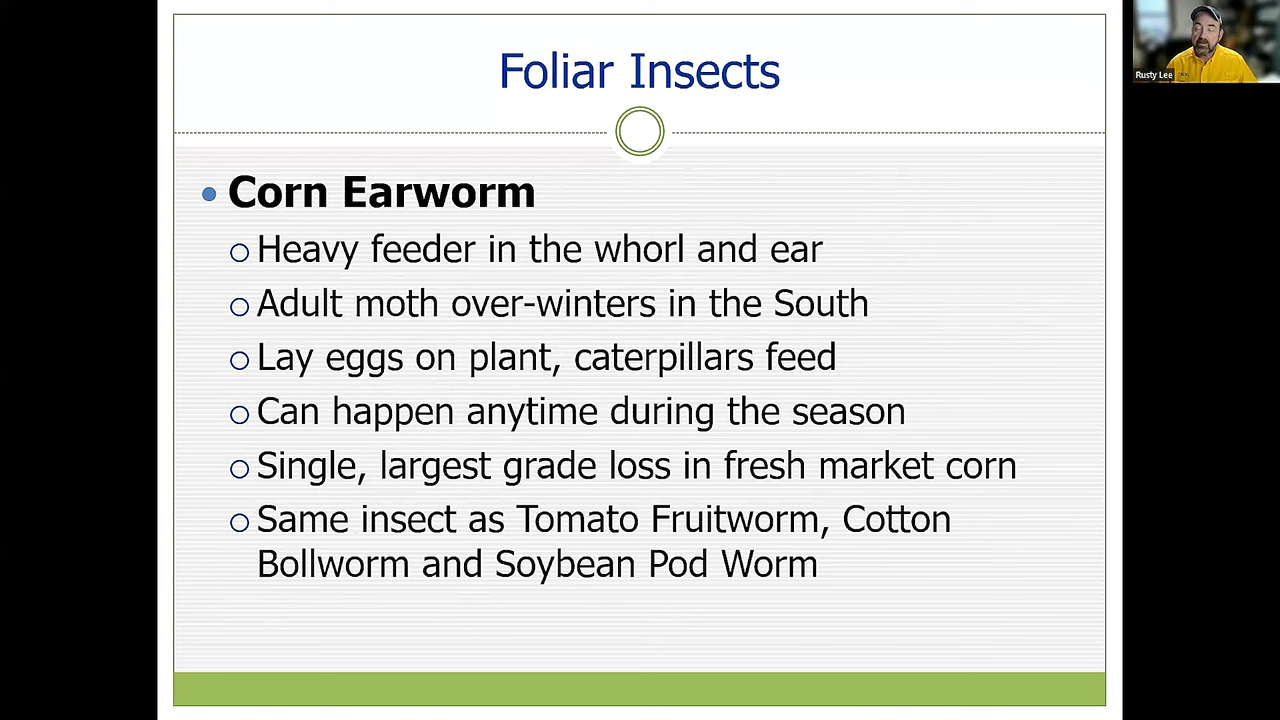 Foliar Insects
Rusty Lee
• Corn Earworm
○ Heavy feeder in the whorl and ear
○ Adult moth over-winters in the South
○ Lay eggs on plant, caterpillars feed
○ Can happen anytime during the season
○ Single, largest grade loss in fresh market corn
○ Same insect as Tomato Fruitworm, Cotton
Bollworm and Soybean Pod Worm